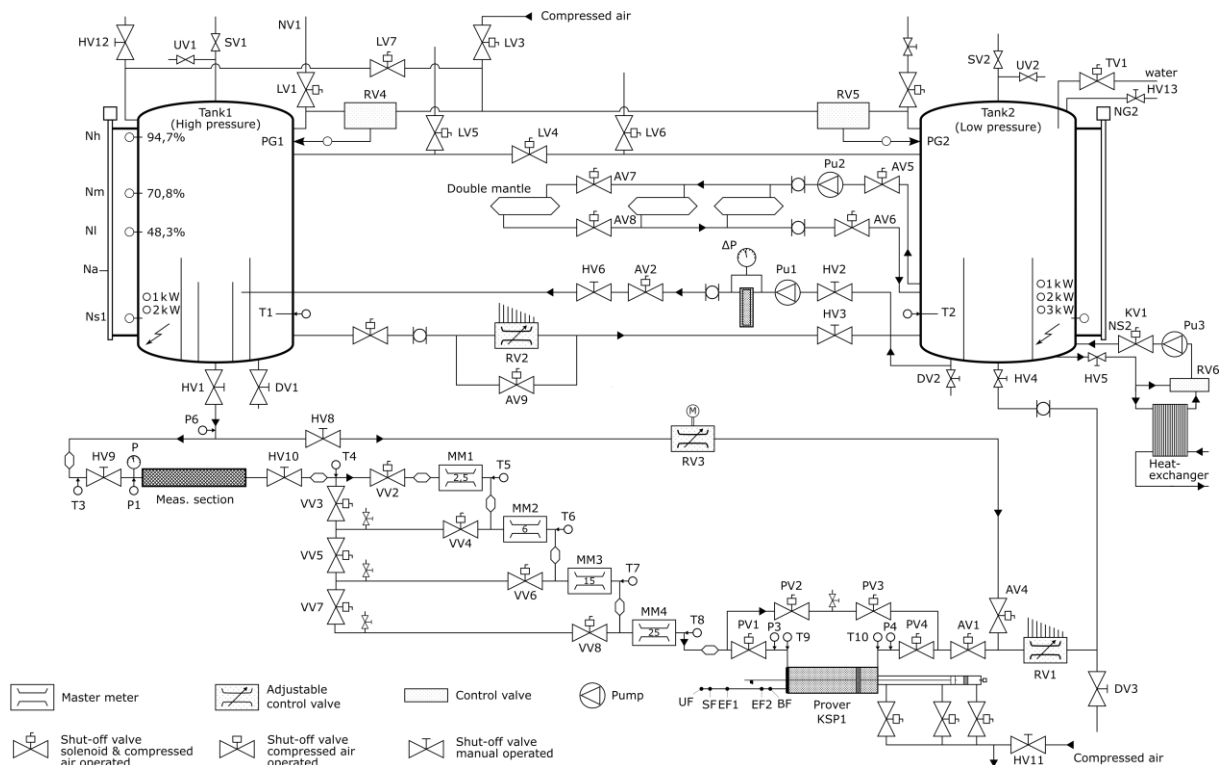 NV1
Compressed air
HV12
UV1
SV1
LV7
LV3
SV2
UV2
TV1
water
HV13
LV1
RV4
RV5
Tank1
(High pressure)
Tank2
(Low pressure)
NG2
Nh
94,7%
PG1
LV5
LV4
LV6
PG2
Pu2
AV5
Nm
70,8%
Double mantle
AV7
Nl
48,3%
AV8
AV6
ΔP
Na
HV6
AV2
Pu1
HV2
1 kW
2 kW
1 kW
2 kW
3 kW
KV1
Ns1
T1
HV3
T2
NS2
Pu3
RV2
HV1
DV1
AV9
DV2
HV4
HV5
RV6
P6
HV8
M
RV3
Heat-
exchanger
P
HV9
HV10
T4
MM1
2,5
T5
T3
P1
Meas. section
VV2
VV3
MM2
6
T6
VV4
VV5
MM3
15
T7
VV6
VV7
PV2
PV3
AV4
MM4
25
T8
VV8
PV1
P3
T9
T10
P4
PV4
AV1
RV1
DV3
UF
SF
EF1
EF2
BF
Prover
KSP1
HV11
Compressed air
Master meter
Adjustable
control valve
Control valve
Pump
Shut-off valve
solenoid & compressed
air operated
Shut-off valve
compressed air
operated
Shut-off valve
manual operated